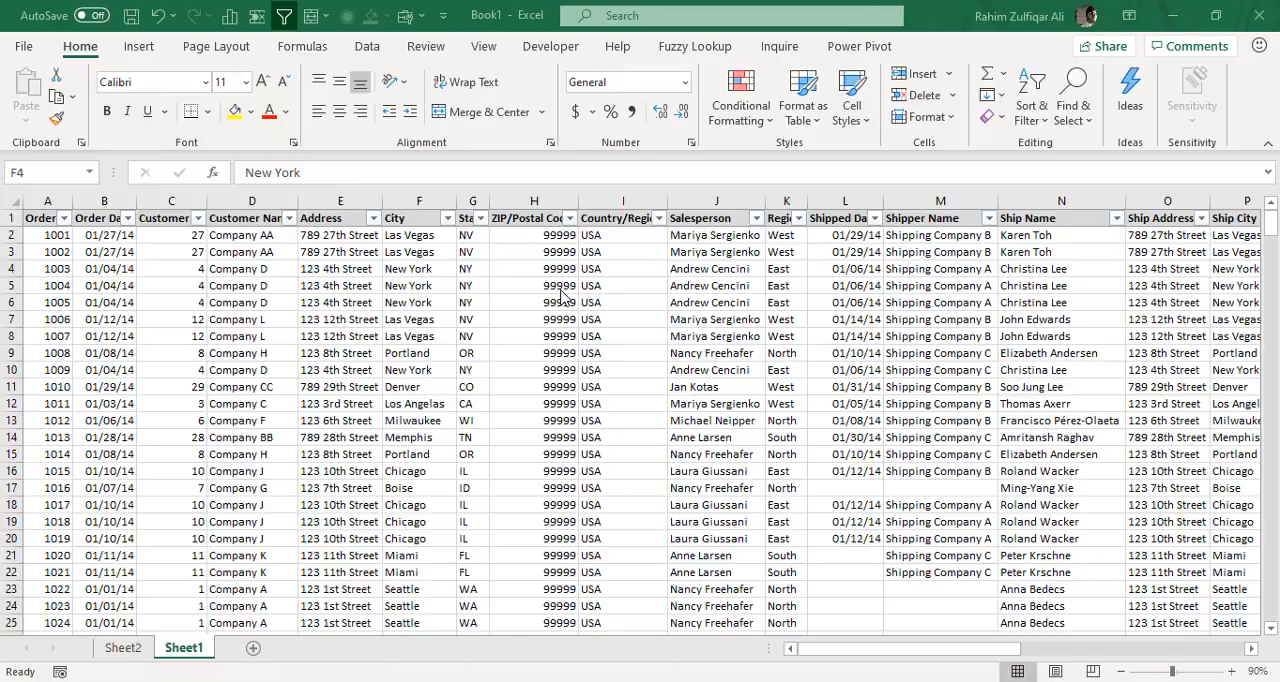 AutoSave Off Book1 - Excel Search Rahim Zulfiqar Ali
File Home Insert Page Layout Formulas Data Review View Developer Help Fuzzy Lookup Inquire Power Pivot Share Comments
Calibri 11 Wrap Text General Insert
Paste B I U Merge & Center $ % Conditional Formatting Format as Table Cell Styles Delete Format Sort & Filter Find & Select Ideas Sensitivity
Clipboard Font Alignment Number Styles Cells Editing Ideas Sensitivity
F4 fx New York
A B C D E F G H I J K L M N O P
1 Order Order Da Customer Customer Nar Address City Sta ZIP/Postal Cod Country/Regi Salesperson Regi Shipped Da Shipper Name Ship Name Ship Address Ship City
2 1001 01/27/14 27 Company AA 789 27th Street Las Vegas NV 99999 USA Mariya Sergienko West 01/29/14 Shipping Company B Karen Toh 789 27th Street Las Vegas
3 1002 01/27/14 27 Company AA 789 27th Street Las Vegas NV 99999 USA Mariya Sergienko West 01/29/14 Shipping Company B Karen Toh 789 27th Street Las Vegas
4 1003 01/04/14 4 Company D 123 4th Street New York NY 99999 USA Andrew Cencini East 01/06/14 Shipping Company A Christina Lee 123 4th Street New York
5 1004 01/04/14 4 Company D 123 4th Street New York NY 99999 USA Andrew Cencini East 01/06/14 Shipping Company A Christina Lee 123 4th Street New York
6 1005 01/04/14 4 Company D 123 4th Street New York NY 99999 USA Andrew Cencini East 01/06/14 Shipping Company A Christina Lee 123 4th Street New York
7 1006 01/12/14 12 Company L 123 12th Street Las Vegas NV 99999 USA Mariya Sergienko West 01/14/14 Shipping Company B John Edwards 123 12th Street Las Vegas
8 1007 01/12/14 12 Company L 123 12th Street Las Vegas NV 99999 USA Mariya Sergienko West 01/14/14 Shipping Company B John Edwards 123 12th Street Las Vegas
9 1008 01/08/14 8 Company H 123 8th Street Portland OR 99999 USA Nancy Freehafer North 01/10/14 Shipping Company C Elizabeth Andersen 123 8th Street Portland
10 1009 01/04/14 4 Company D 123 4th Street New York NY 99999 USA Andrew Cencini East 01/06/14 Shipping Company C Christina Lee 123 4th Street New York
11 1010 01/29/14 29 Company CC 789 29th Street Denver CO 99999 USA Jan Kotas West 01/31/14 Shipping Company B Soo Jung Lee 789 29th Street Denver
12 1011 01/03/14 3 Company C 123 3rd Street Los Angelas CA 99999 USA Mariya Sergienko West 01/05/14 Shipping Company B Thomas Axerr 123 3rd Street Los Angel
13 1012 01/06/14 6 Company F 123 6th Street Milwaukee WI 99999 USA Michael Neipper North 01/08/14 Shipping Company B Francisco Pérez-Olaeta 123 6th Street Milwauke
14 1013 01/28/14 28 Company BB 789 28th Street Memphis TN 99999 USA Anne Larsen South 01/30/14 Shipping Company C Amritansh Raghav 789 28th Street Memphis
15 1014 01/08/14 8 Company H 123 8th Street Portland OR 99999 USA Nancy Freehafer North 01/10/14 Shipping Company C Elizabeth Andersen 123 8th Street Portland
16 1015 01/10/14 10 Company J 123 10th Street Chicago IL 99999 USA Laura Giussani East 01/12/14 Shipping Company B Roland Wacker 123 10th Street Chicago
17 1016 01/07/14 7 Company G 123 7th Street Boise ID 99999 USA Nancy Freehafer North Ming-Yang Xie 123 7th Street Boise
18 1017 01/10/14 10 Company J 123 10th Street Chicago IL 99999 USA Laura Giussani East 01/12/14 Shipping Company A Roland Wacker 123 10th Street Chicago
19 1018 01/10/14 10 Company J 123 10th Street Chicago IL 99999 USA Laura Giussani East 01/12/14 Shipping Company A Roland Wacker 123 10th Street Chicago
20 1019 01/10/14 10 Company J 123 10th Street Chicago IL 99999 USA Laura Giussani East 01/12/14 Shipping Company A Roland Wacker 123 10th Street Chicago
21 1020 01/11/14 11 Company K 123 11th Street Miami FL 99999 USA Anne Larsen South Shipping Company C Peter Krschne 123 11th Street Miami
22 1021 01/11/14 11 Company K 123 11th Street Miami FL 99999 USA Anne Larsen South Shipping Company C Peter Krschne 123 11th Street Miami
23 1022 01/01/14 1 Company A 123 1st Street Seattle WA 99999 USA Nancy Freehafer North Anna Bedecs 123 1st Street Seattle
24 1023 01/01/14 1 Company A 123 1st Street Seattle WA 99999 USA Nancy Freehafer North Anna Bedecs 123 1st Street Seattle
25 1024 01/01/14 1 Company A 123 1st Street Seattle WA 99999 USA Nancy Freehafer North Anna Bedecs 123 1st Street Seattle
Sheet2 Sheet1
Ready 90%